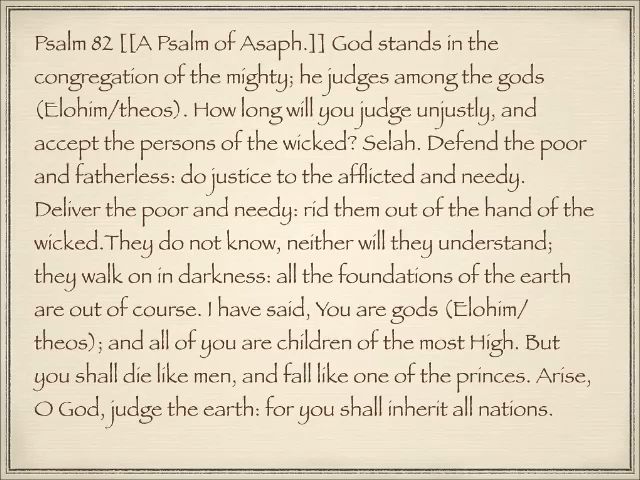 Psalm 82 [[A Psalm of Asaph.]] God stands in the
congregation of the mighty; he judges among the gods
(Elohim/theos). How long will you judge unjustly, and
accept the persons of the wicked? Selah. Defend the poor
and fatherless: do justice to the afflicted and needy.
Deliver the poor and needy: rid them out of the hand of the
wicked.They do not know, neither will they understand;
they walk on in darkness: all the foundations of the earth
are out of course. I have said, You are gods (Elohim/
theos); and all of you are children of the most High. But
you shall die like men, and fall like one of the princes. Arise,
O God, judge the earth: for you shall inherit all nations.